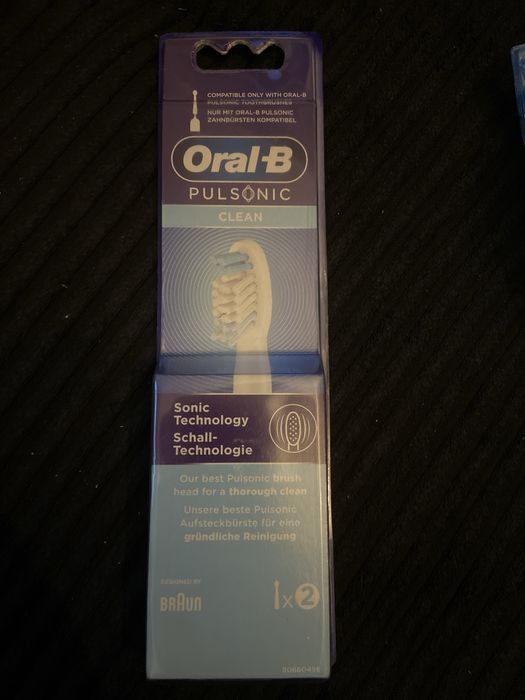 COMPATIBLE ONLY WITH ORAL-B
PULSONIC TOOTHBRUSHES
NUR MIT ORAL-B PULSONIC
ZAHNBÜRSTEN KOMPATIBEL
Oral-B
PULSONIC
CLEAN
Sonic
Technology
Schall-
Technologie
Our best Pulsonic brush
head for a thorough clean
Unsere beste Pulsonic
Aufsteckbürste für eine
gründliche Reinigung
DESIGNED BY
BRAUN
x2